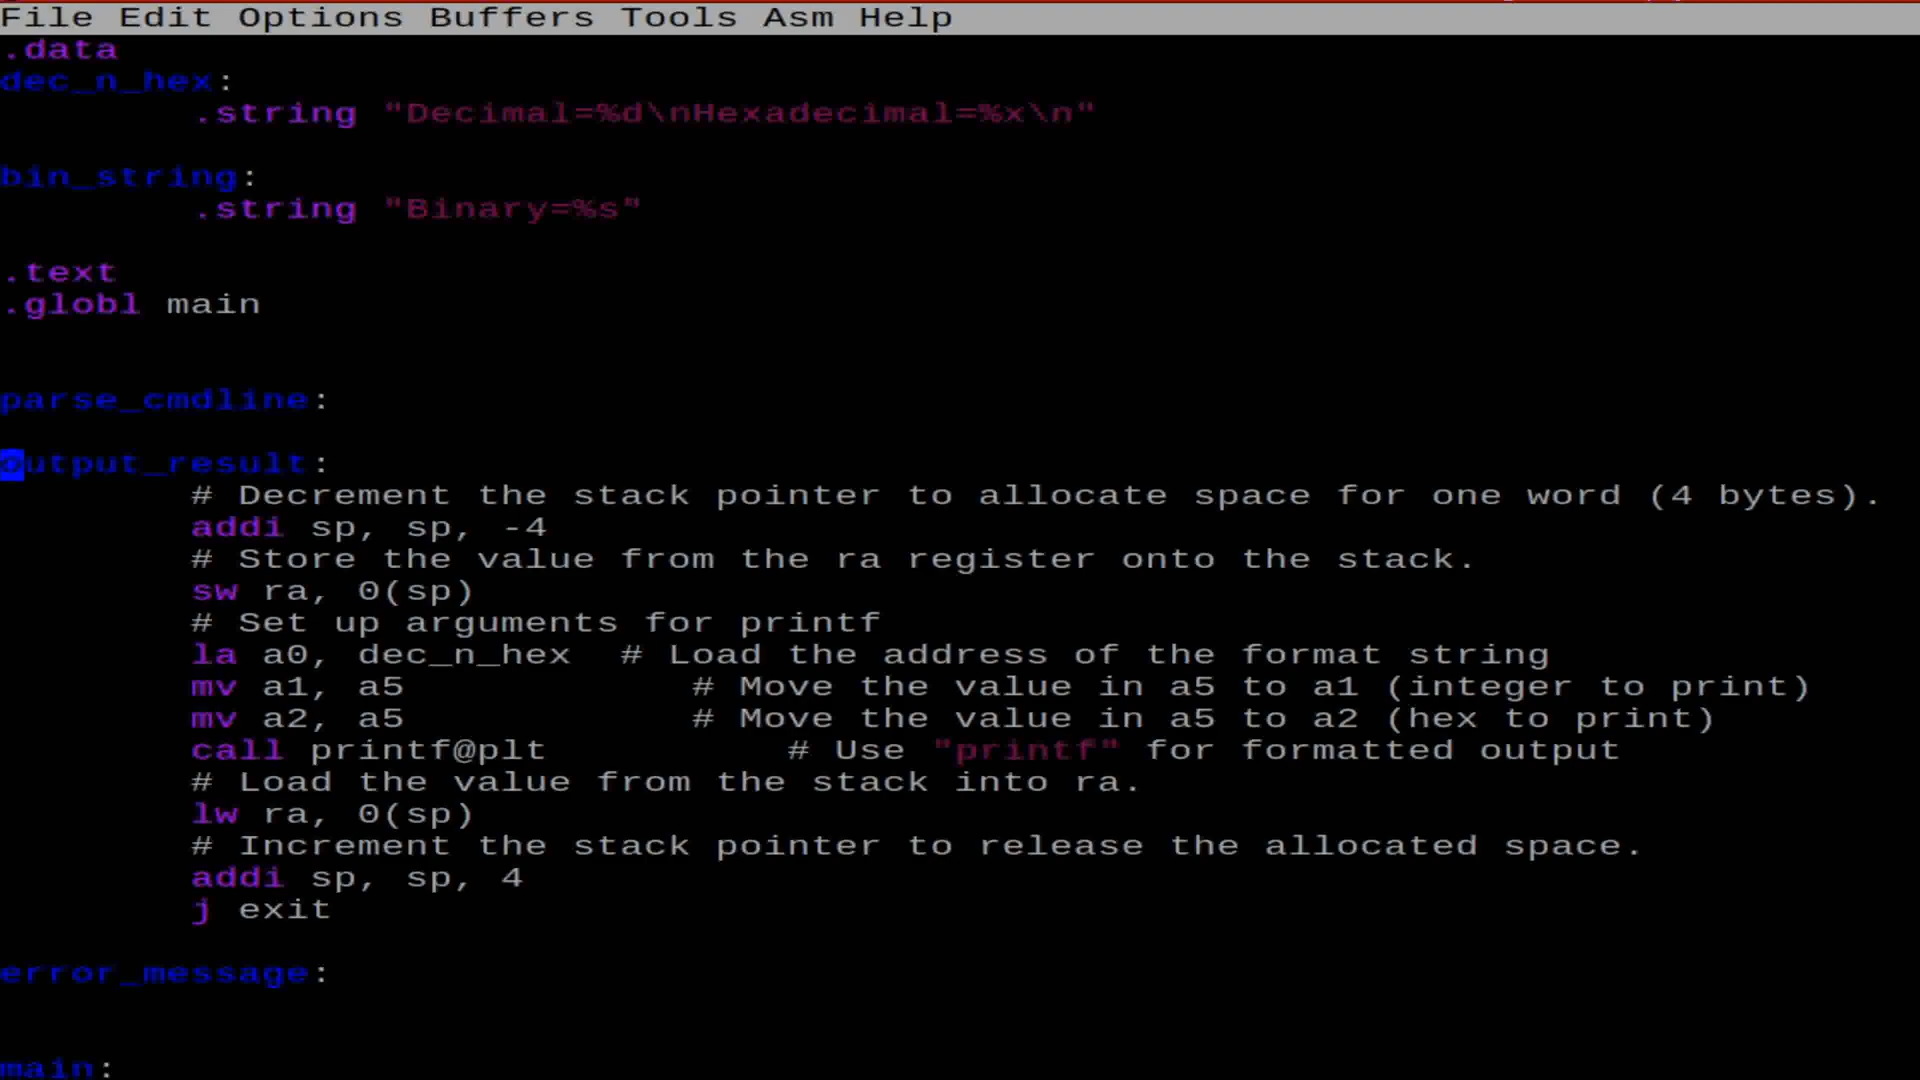 File Edit Options Buffers Tools Asm Help
.data
dec_n_hex:
.string "Decimal=%d\nHexadecimal=%x\n"
bin_string:
.string "Binary=%s"
.text
.globl main
parse_cmdline:
output_result:
# Decrement the stack pointer to allocate space for one word (4 bytes).
addi sp, sp, -4
# Store the value from the ra register onto the stack.
sw ra, 0(sp)
# Set up arguments for printf
la a0, dec_n_hex # Load the address of the format string
mv a1, a5 # Move the value in a5 to a1 (integer to print)
mv a2, a5 # Move the value in a5 to a2 (hex to print)
call printf@plt # Use "printf" for formatted output
# Load the value from the stack into ra.
lw ra, 0(sp)
# Increment the stack pointer to release the allocated space.
addi sp, sp, 4
j exit
error_message:
main: